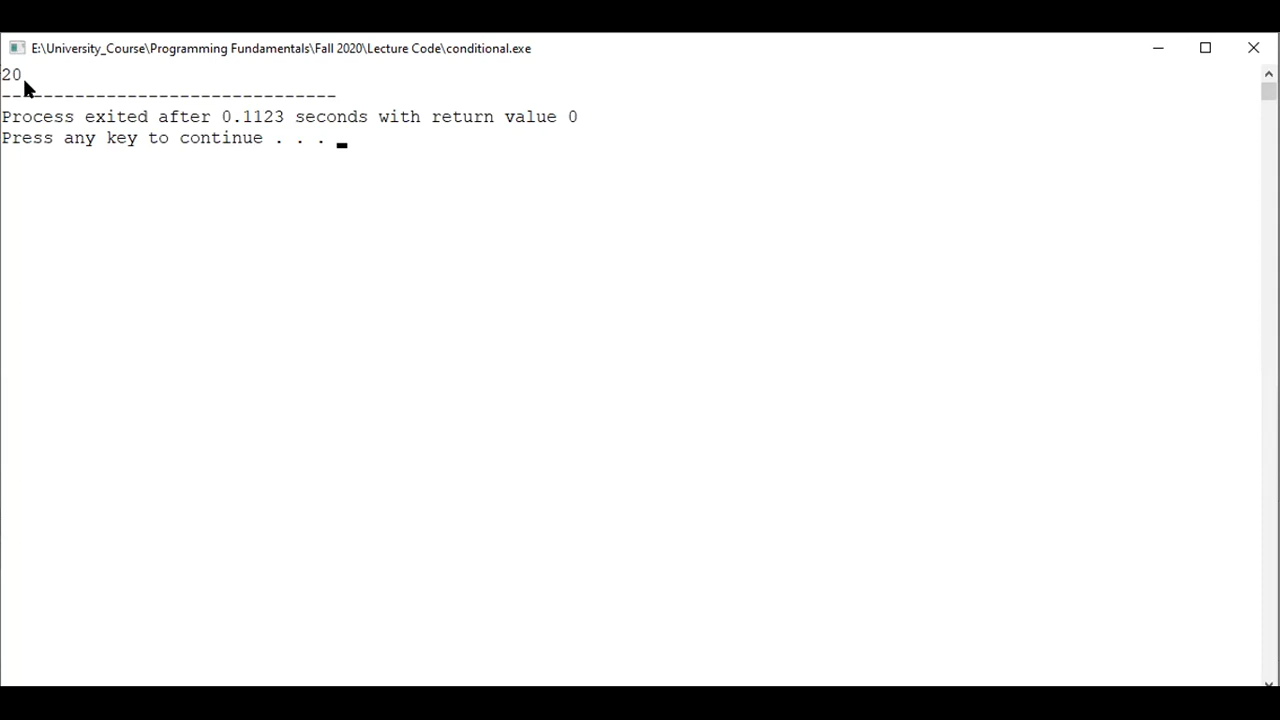 E:\University_Course\Programming Fundamentals\Fall 2020\Lecture Code\conditional.exe
20
--------------------------------
Process exited after 0.1123 seconds with return value 0
Press any key to continue . . .